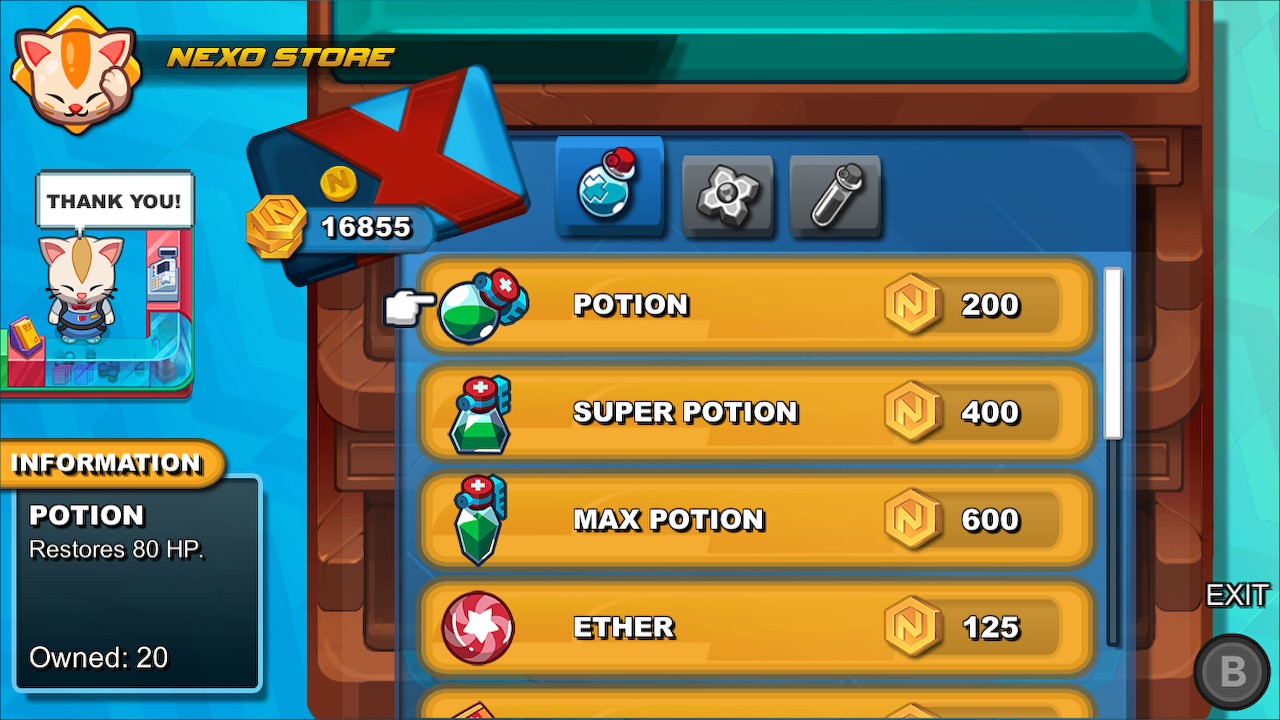 NEXO STORE
THANK YOU!
N
16855
POTION
N
200
SUPER POTION
N
400
MAX POTION
N
600
ETHER
N
125
INFORMATION
POTION
Restores 80 HP.
Owned: 20
EXIT
B